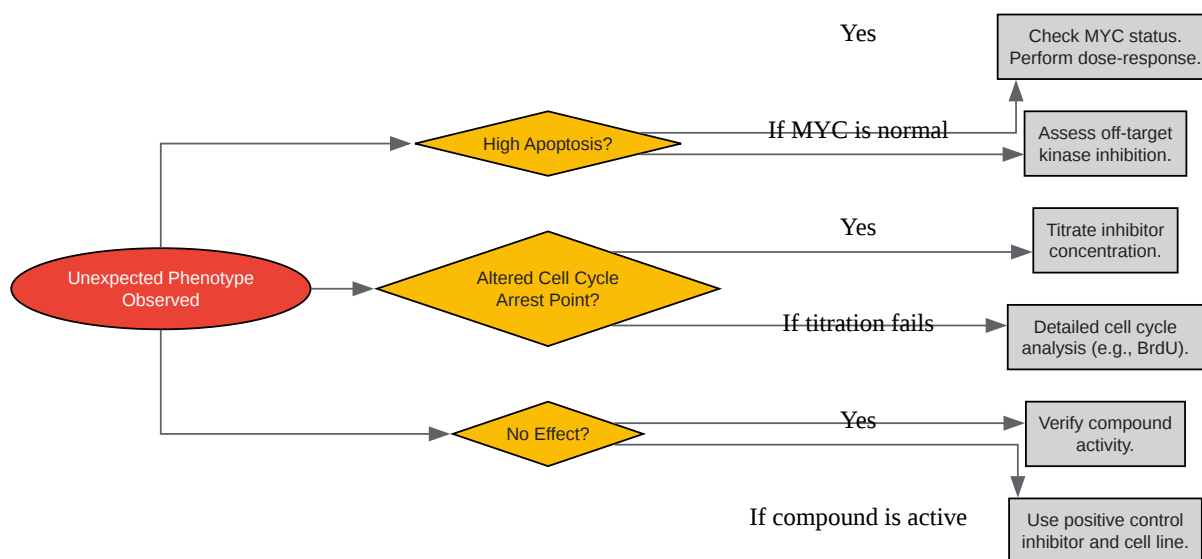 Yes
Check MYC status.
Perform dose-response.
High Apoptosis?
If MYC is normal
Assess off-target
kinase inhibition.
Unexpected Phenotype
Observed
Altered Cell Cycle
Arrest Point?
Yes
Titrate inhibitor
concentration.
If titration fails
Detailed cell cycle
analysis (e.g., BrdU).
No Effect?
Yes
Verify compound
activity.
If compound is active
Use positive control
inhibitor and cell line.